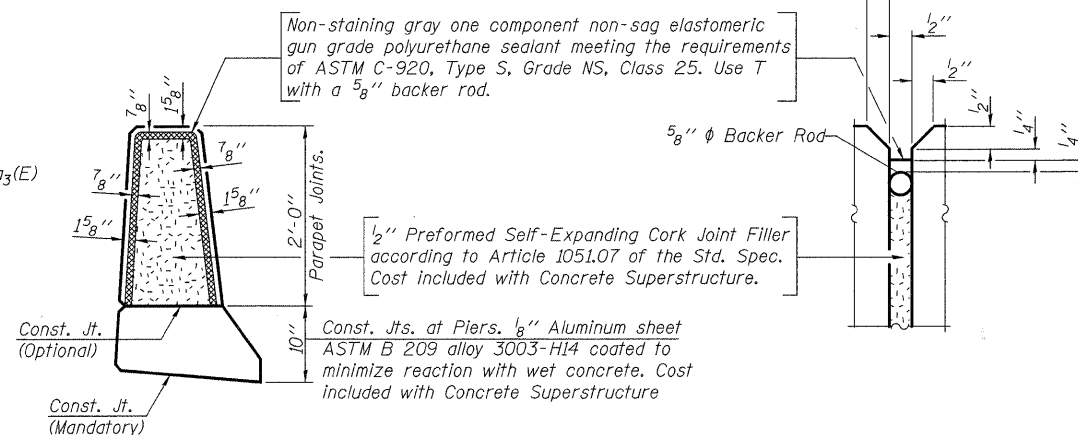 Non-staining gray one component non-sag elastomeric
gun grade polyurethane sealant meeting the requirements
of ASTM C-920, Type S, Grade NS, Class 25. Use T
with a 5/8" backer rod.
7/8"
1 5/8"
7/8"
1 5/8"
7/8"
1 5/8"
a3(E)
2'-0"
Parapet Joints.
10"
1/2" Preformed Self-Expanding Cork Joint Filler
according to Article 1051.07 of the Std. Spec.
Cost included with Concrete Superstructure.
Const. Jt.
(Optional)
Const. Jts. at Piers. 1/8" Aluminum sheet
ASTM B 209 alloy 3003-H14 coated to
minimize reaction with wet concrete. Cost
included with Concrete Superstructure
Const. Jt.
(Mandatory)
1/2"
1/2"
1/2"
1/4"
1/4"
5/8" ϕ Backer Rod